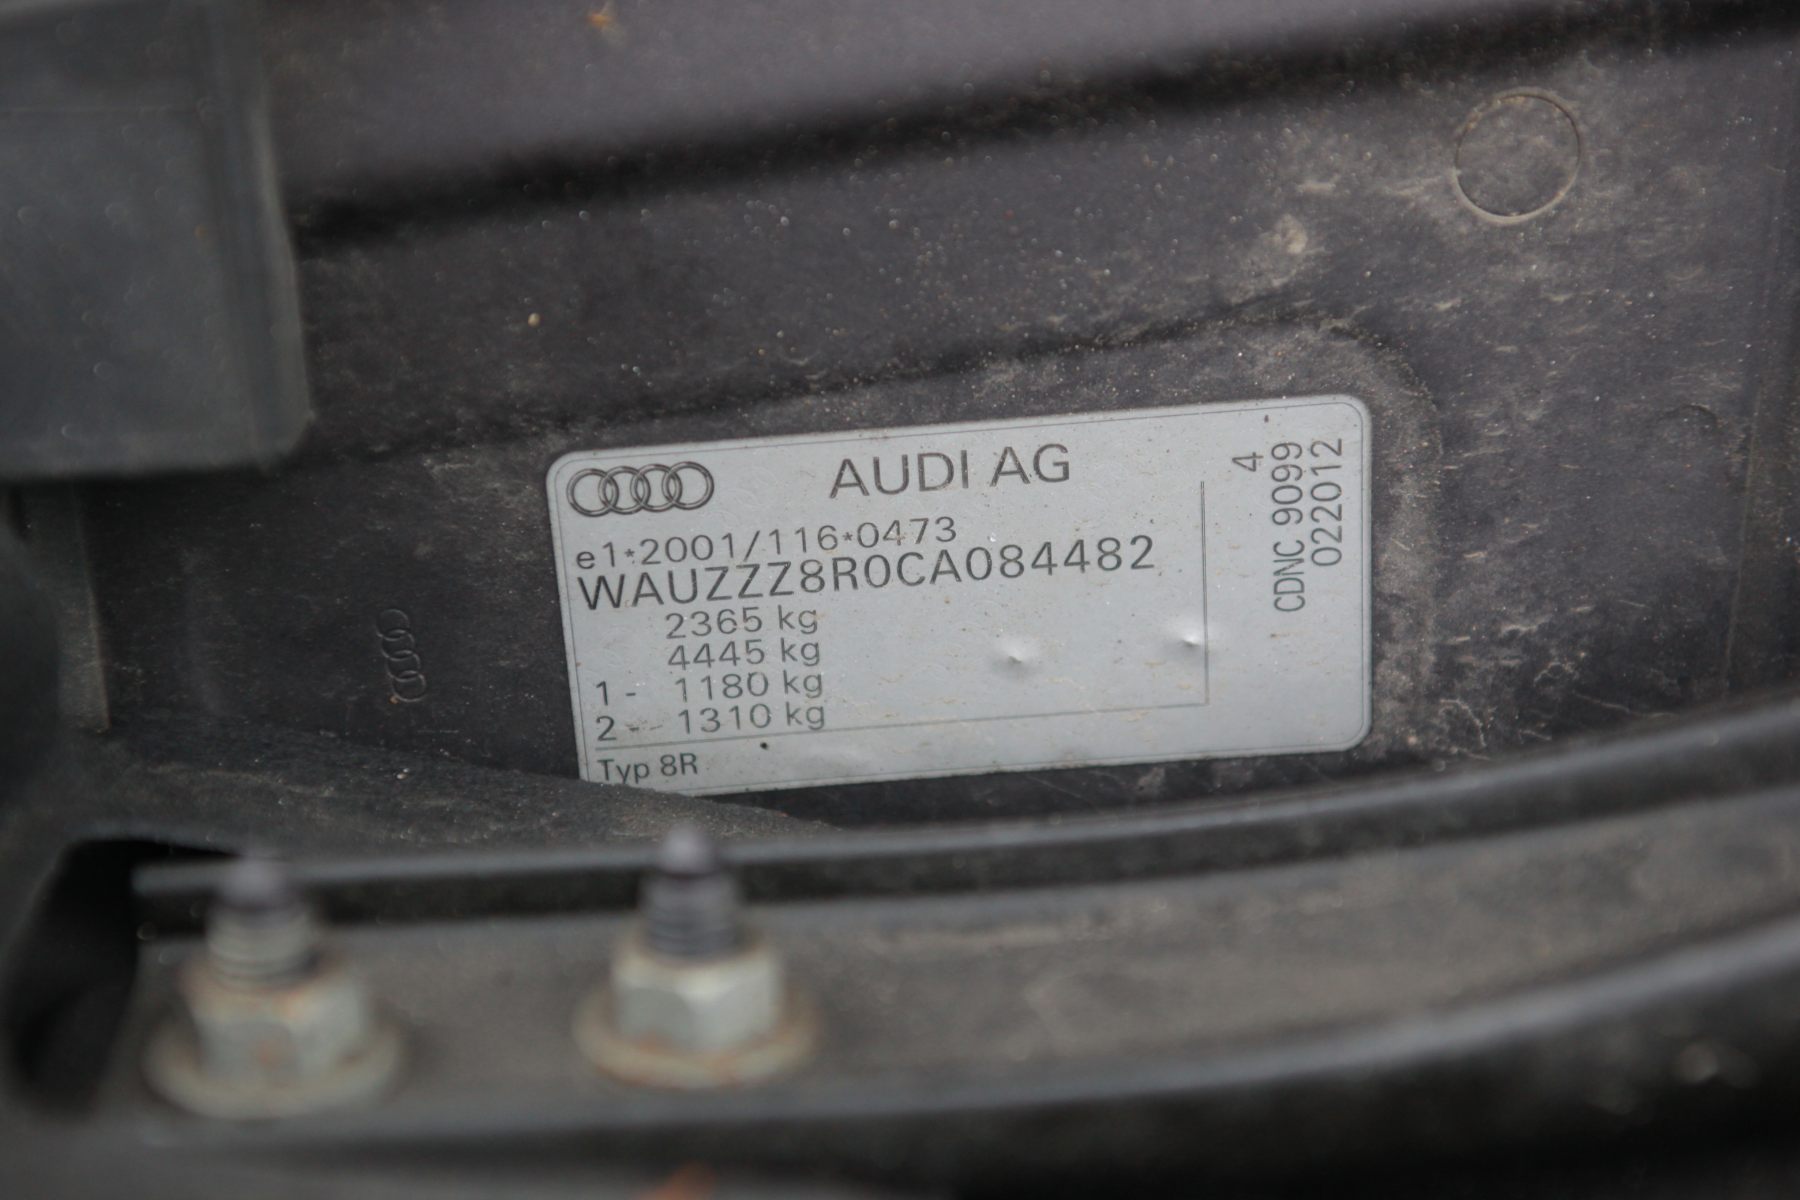 AUDI AG
e1*2001/116*0473
WAUZZZ8R0CA084482
2365 kg
4445 kg
1 - 1180 kg
2 - 1310 kg
Typ 8R
4
CDNC 9099
022012